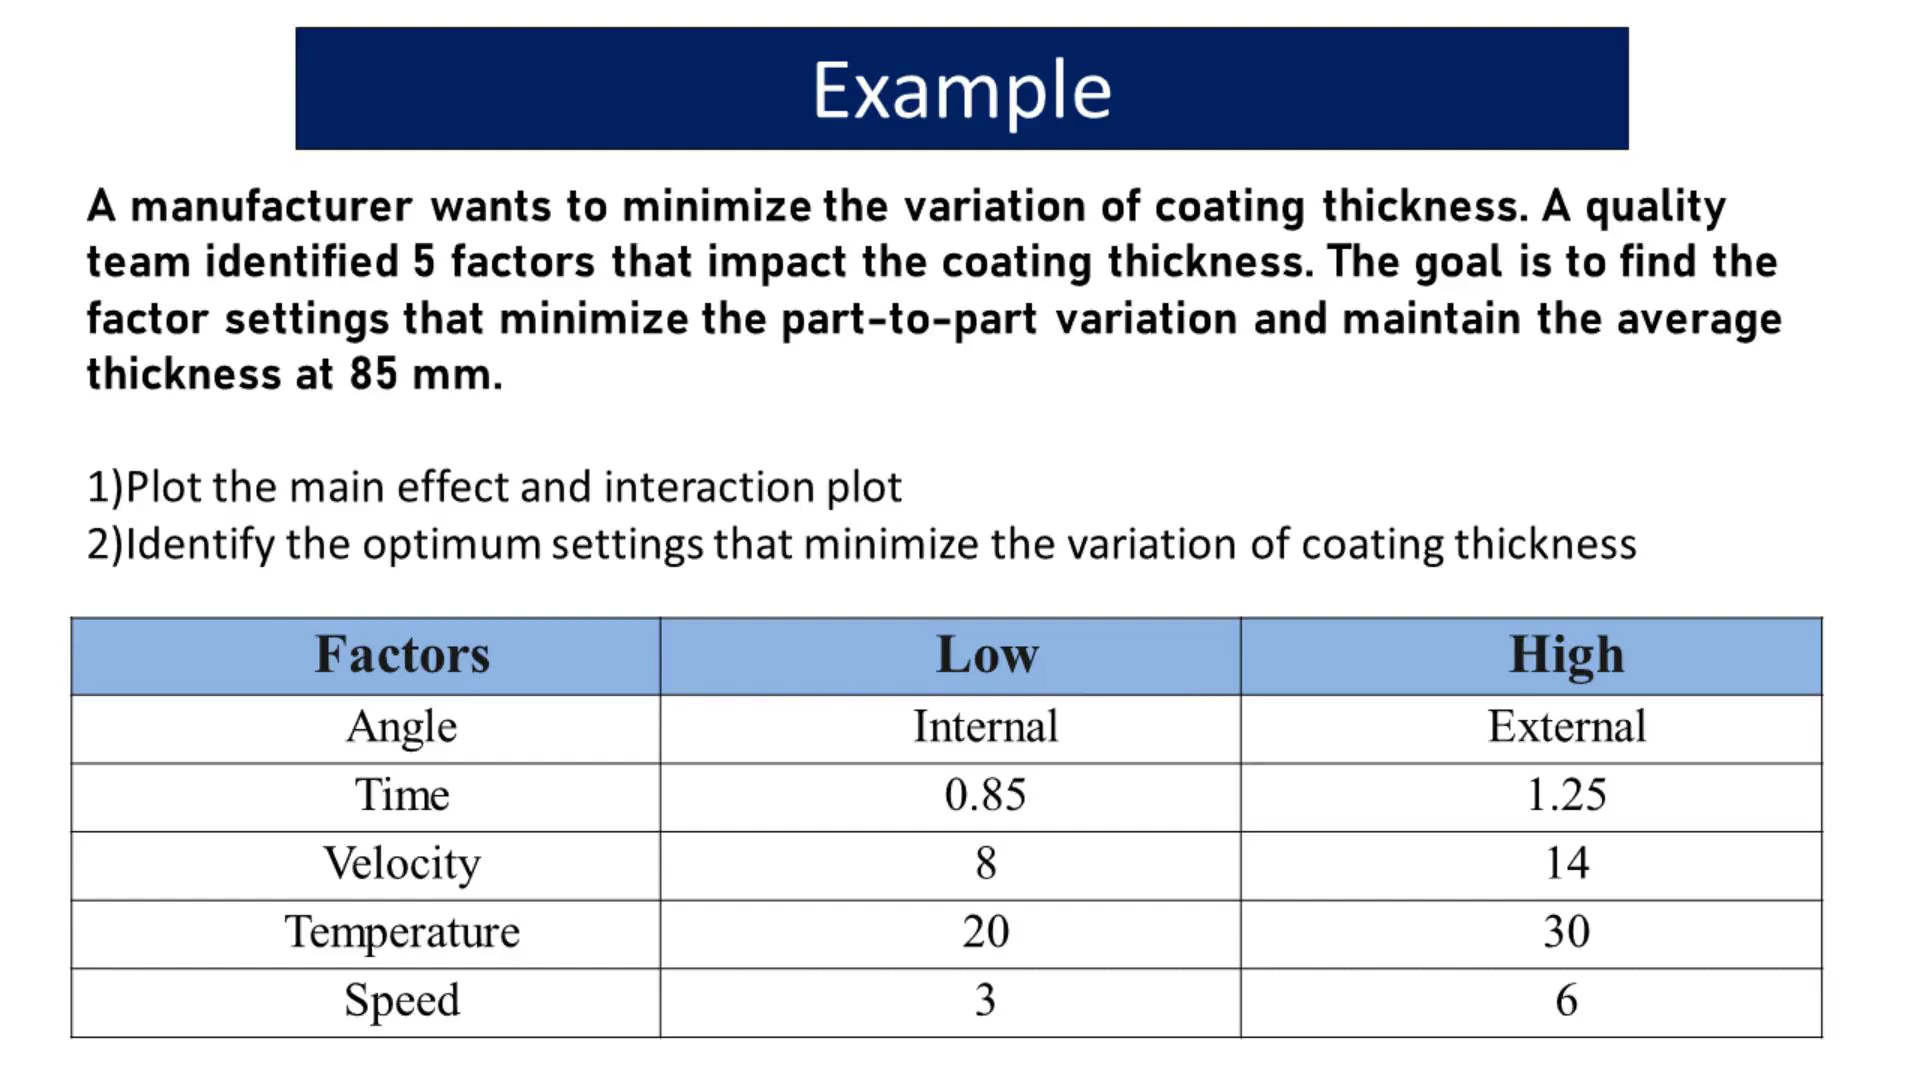 Example
A manufacturer wants to minimize the variation of coating thickness. A quality
team identified 5 factors that impact the coating thickness. The goal is to find the
factor settings that minimize the part-to-part variation and maintain the average
thickness at 85 mm.
1)Plot the main effect and interaction plot
2)Identify the optimum settings that minimize the variation of coating thickness
Factors Low High
Angle Internal External
Time 0.85 1.25
Velocity 8 14
Temperature 20 30
Speed 3 6